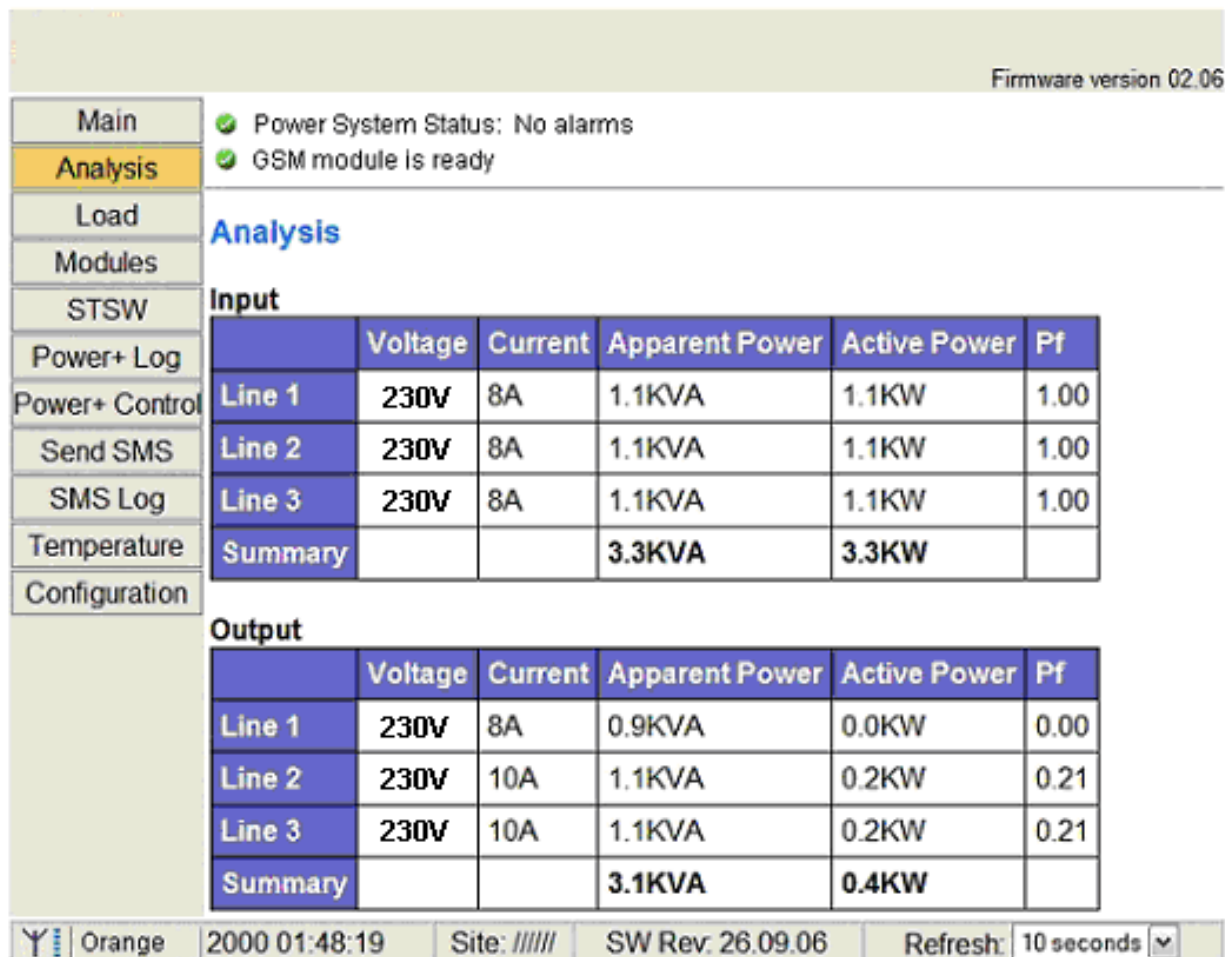 Firmware version 02.06
Main
Analysis
Load
Modules
STSW
Power+ Log
Power+ Control
Send SMS
SMS Log
Temperature
Configuration
Power System Status: No alarms
GSM module is ready
Analysis
Input
Voltage Current Apparent Power Active Power Pf
Line 1 230V 8A 1.1KVA 1.1KW 1.00
Line 2 230V 8A 1.1KVA 1.1KW 1.00
Line 3 230V 8A 1.1KVA 1.1KW 1.00
Summary 3.3KVA 3.3KW
Output
Voltage Current Apparent Power Active Power Pf
Line 1 230V 8A 0.9KVA 0.0KW 0.00
Line 2 230V 10A 1.1KVA 0.2KW 0.21
Line 3 230V 10A 1.1KVA 0.2KW 0.21
Summary 3.1KVA 0.4KW
Orange 2000 01:48:19 Site: ////// SW Rev: 26.09.06 Refresh: 10 seconds